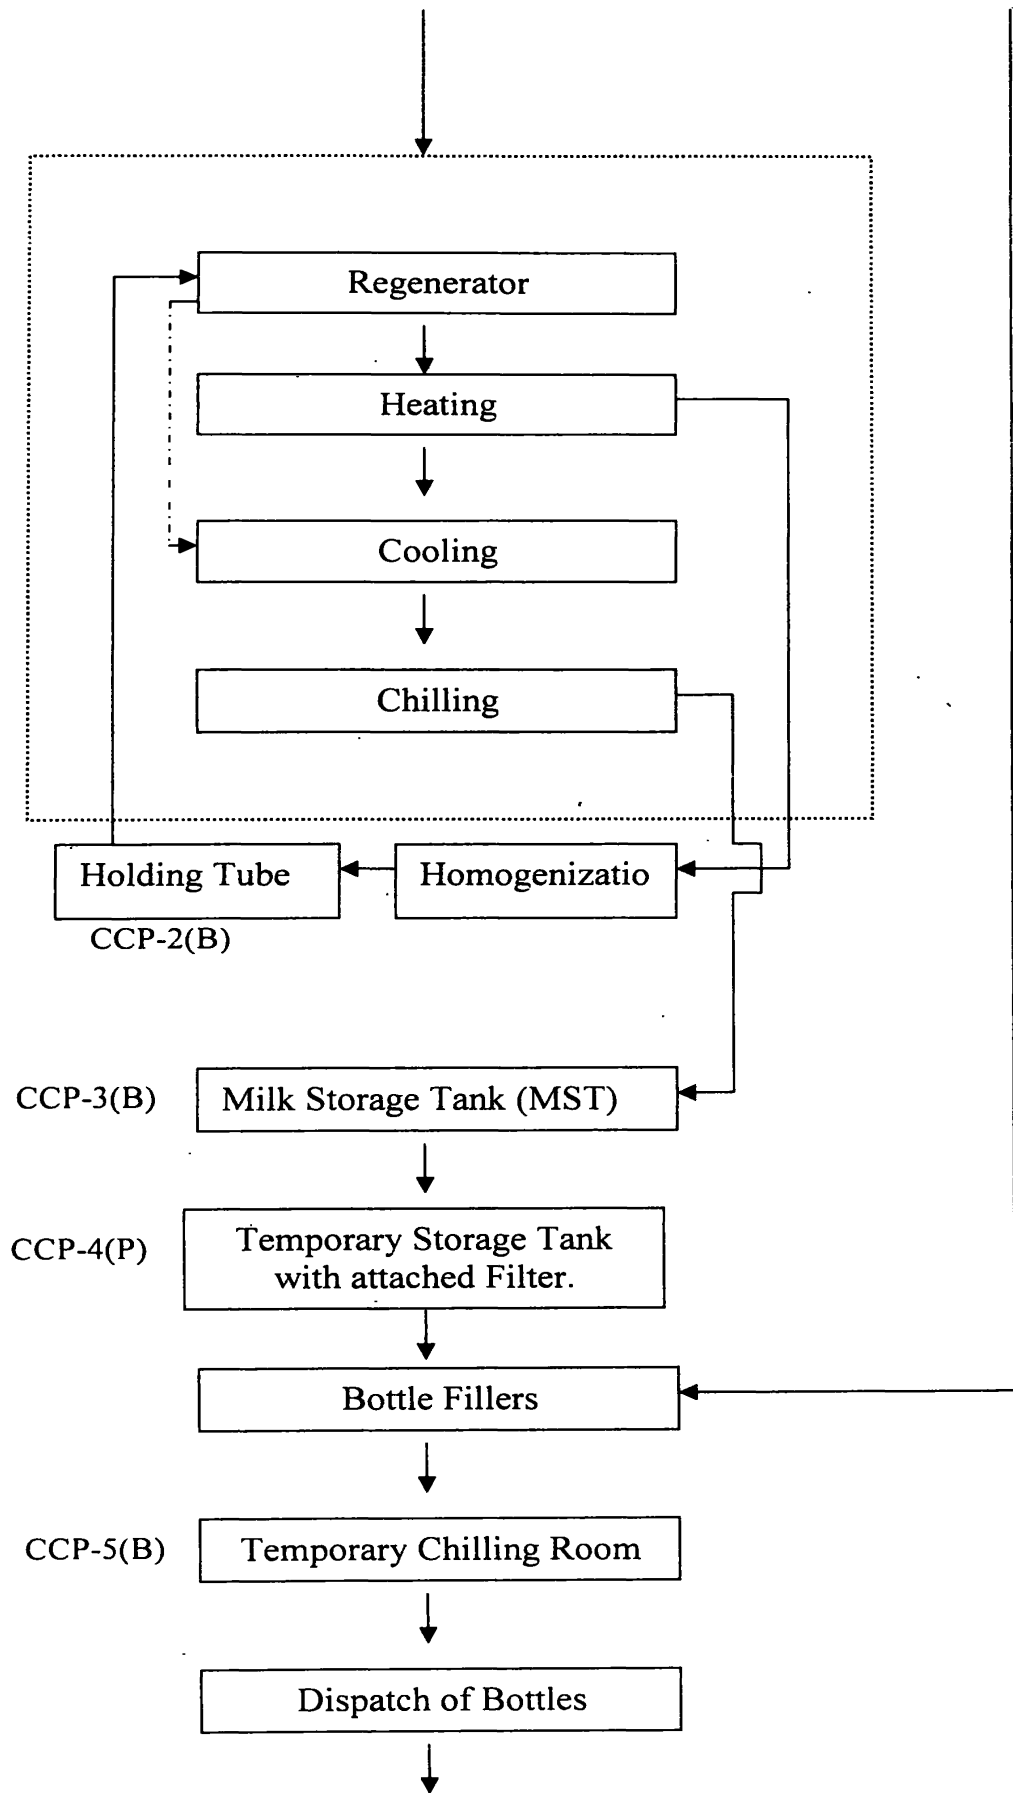 Regenerator
Heating
Cooling
Chilling
Holding Tube
Homogenizatio
CCP-2(B)
CCP-3(B)
Milk Storage Tank (MST)
CCP-4(P)
Temporary Storage Tank
with attached Filter.
Bottle Fillers
CCP-5(B)
Temporary Chilling Room
Dispatch of Bottles